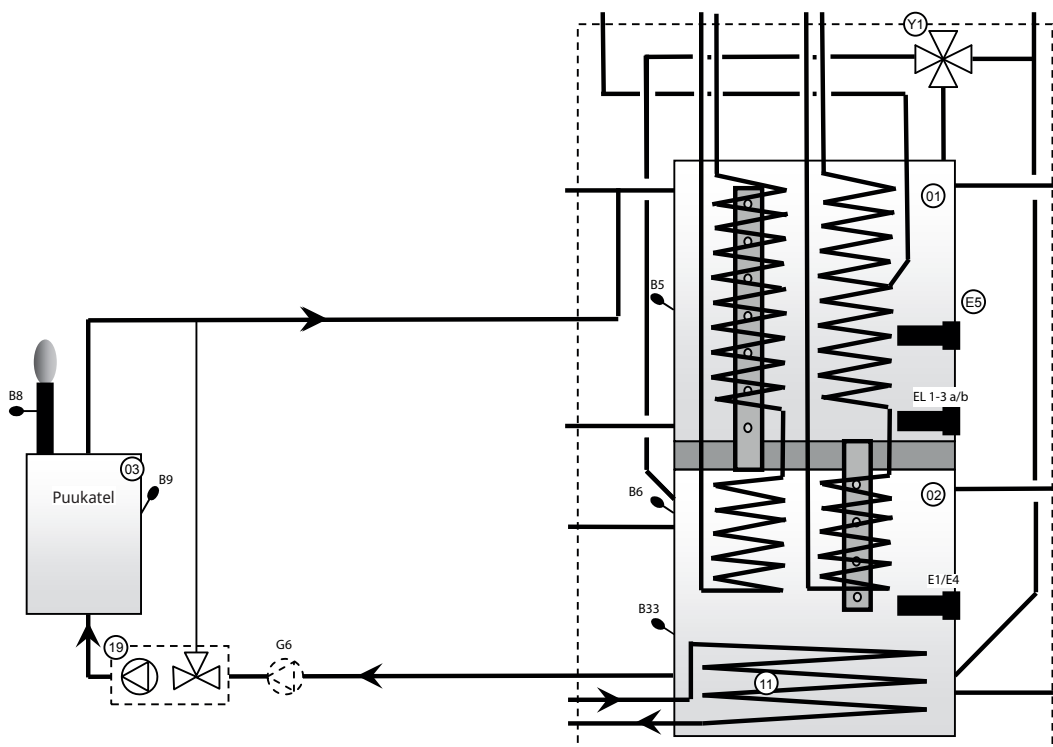 Y1
01
B5
E5
B8
EL 1-3 a/b
03
B9
Puukatel
B6
02
E1/E4
B33
19
G6
11